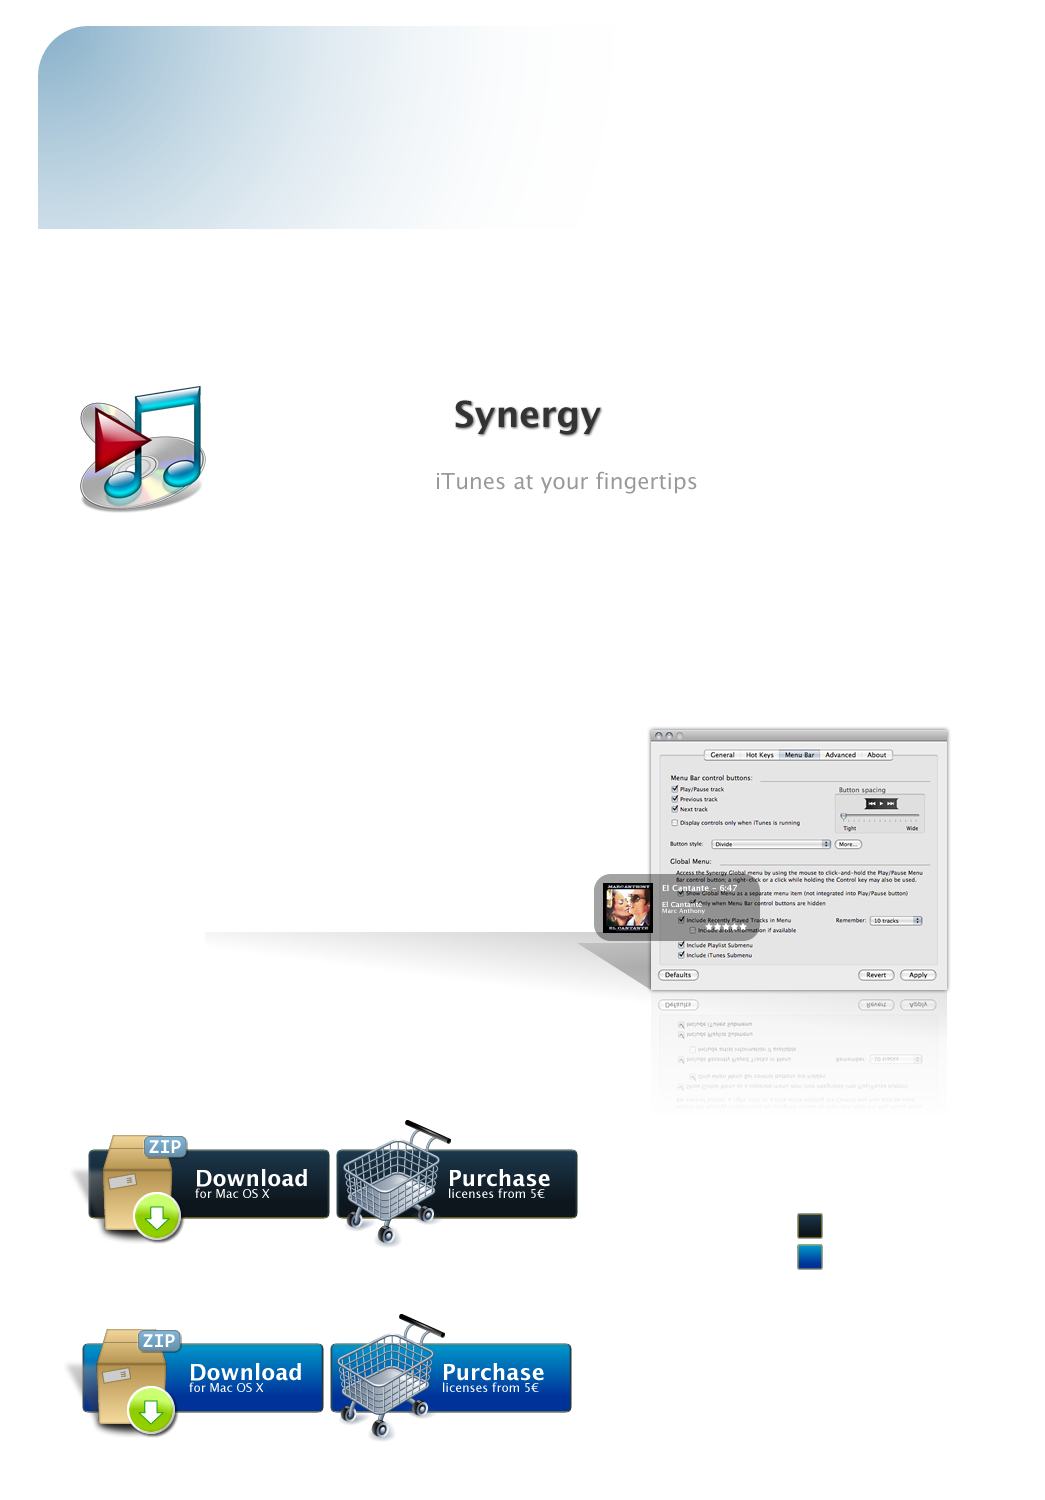 Synergy
iTunes at your fingertips
General Hot Keys Menu Bar Advanced About
Menu Bar control buttons:
Play/Pause track
Previous track
Next track
Display controls only when iTunes is running
Button spacing
Tight Wide
Button style: Divide More...
Global Menu:
Access the Synergy Global menu by using the mouse to click-and-hold the Play/Pause Menu
Bar control button; a right-click or a click while holding the Control key may also be used.
Show Global Menu as a separate menu item (not integrated into Play/Pause button)
Only when Menu Bar control buttons are hidden
Include Recently Played Tracks in Menu Remember: 10 tracks
Include artist information if available
Include Playlist Submenu
Include iTunes Submenu
Defaults Revert Apply
MARC ANTHONY
EL CANTANTE
El Cantante - 6:47
El Cantante
Marc Anthony
ZIP
Download
for Mac OS X
Purchase
licenses from 5€
ZIP
Download
for Mac OS X
Purchase
licenses from 5€